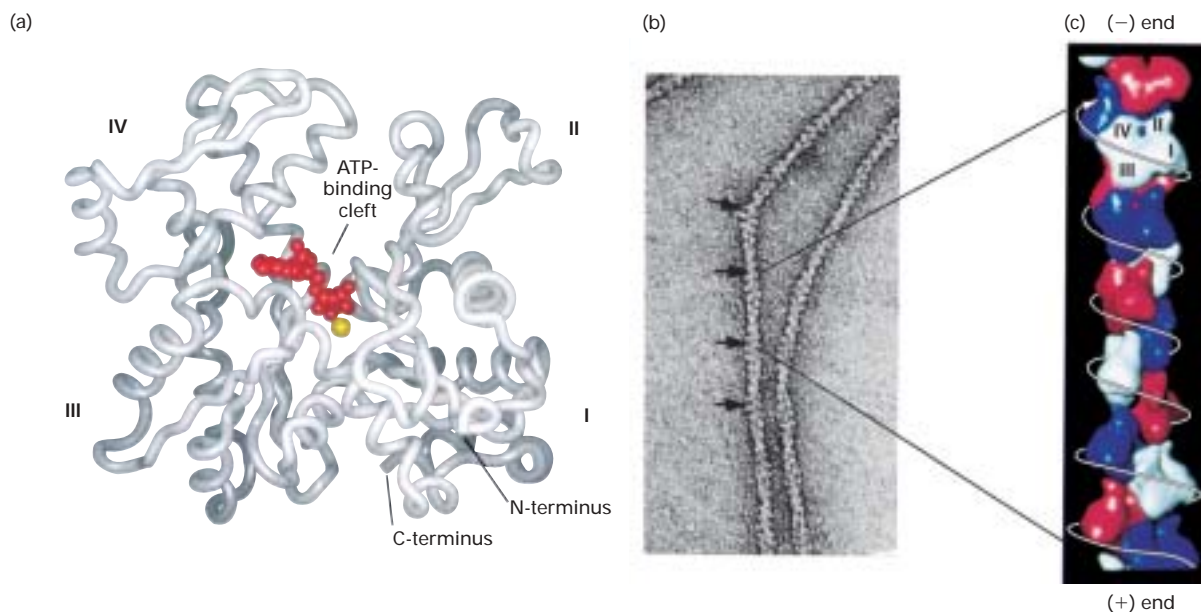 (a)
IV
II
ATP-
binding
cleft
III
I
N-terminus
C-terminus
(b)
(c) (−) end
IV II
I
III
(+) end